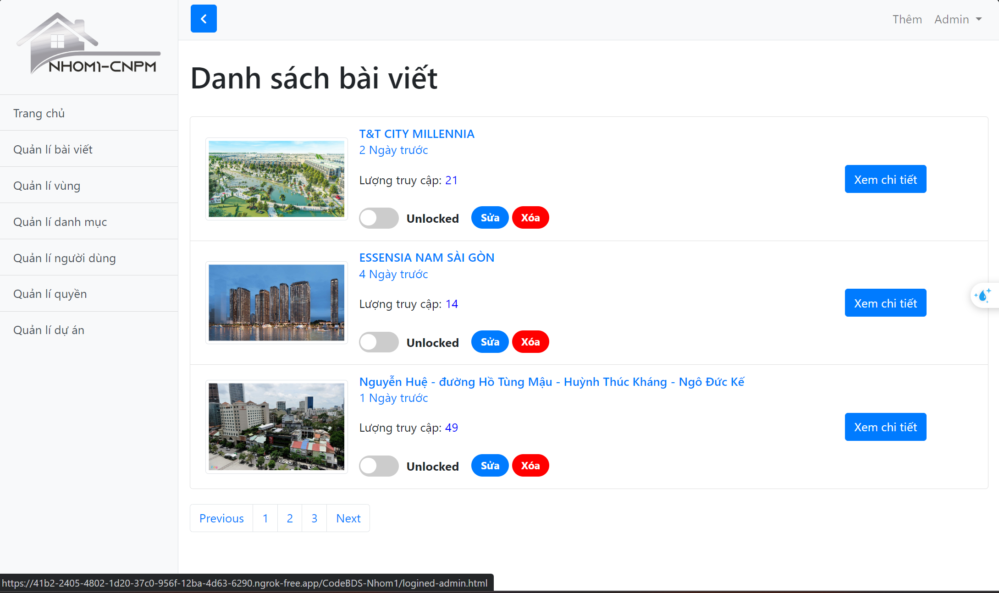 NHOM1-CNPM
Thêm
Admin
Trang chủ
Quản lí bài viết
Quản lí vùng
Quản lí danh mục
Quản lí người dùng
Quản lí quyền
Quản lí dự án
Danh sách bài viết
T&T CITY MILLENNIA
2 Ngày trước
Lượng truy cập: 21
Unlocked Sửa Xóa
Xem chi tiết
ESSENSIA NAM SÀI GÒN
4 Ngày trước
Lượng truy cập: 14
Unlocked Sửa Xóa
Xem chi tiết
Nguyễn Huệ - đường Hồ Tùng Mậu - Huỳnh Thúc Kháng - Ngô Đức Kế
1 Ngày trước
Lượng truy cập: 49
Unlocked Sửa Xóa
Xem chi tiết
Previous 1 2 3 Next
https://41b2-2405-4802-1d20-37c0-956f-12ba-4d63-6290.ngrok-free.app/CodeBDS-Nhom1/logined-admin.html